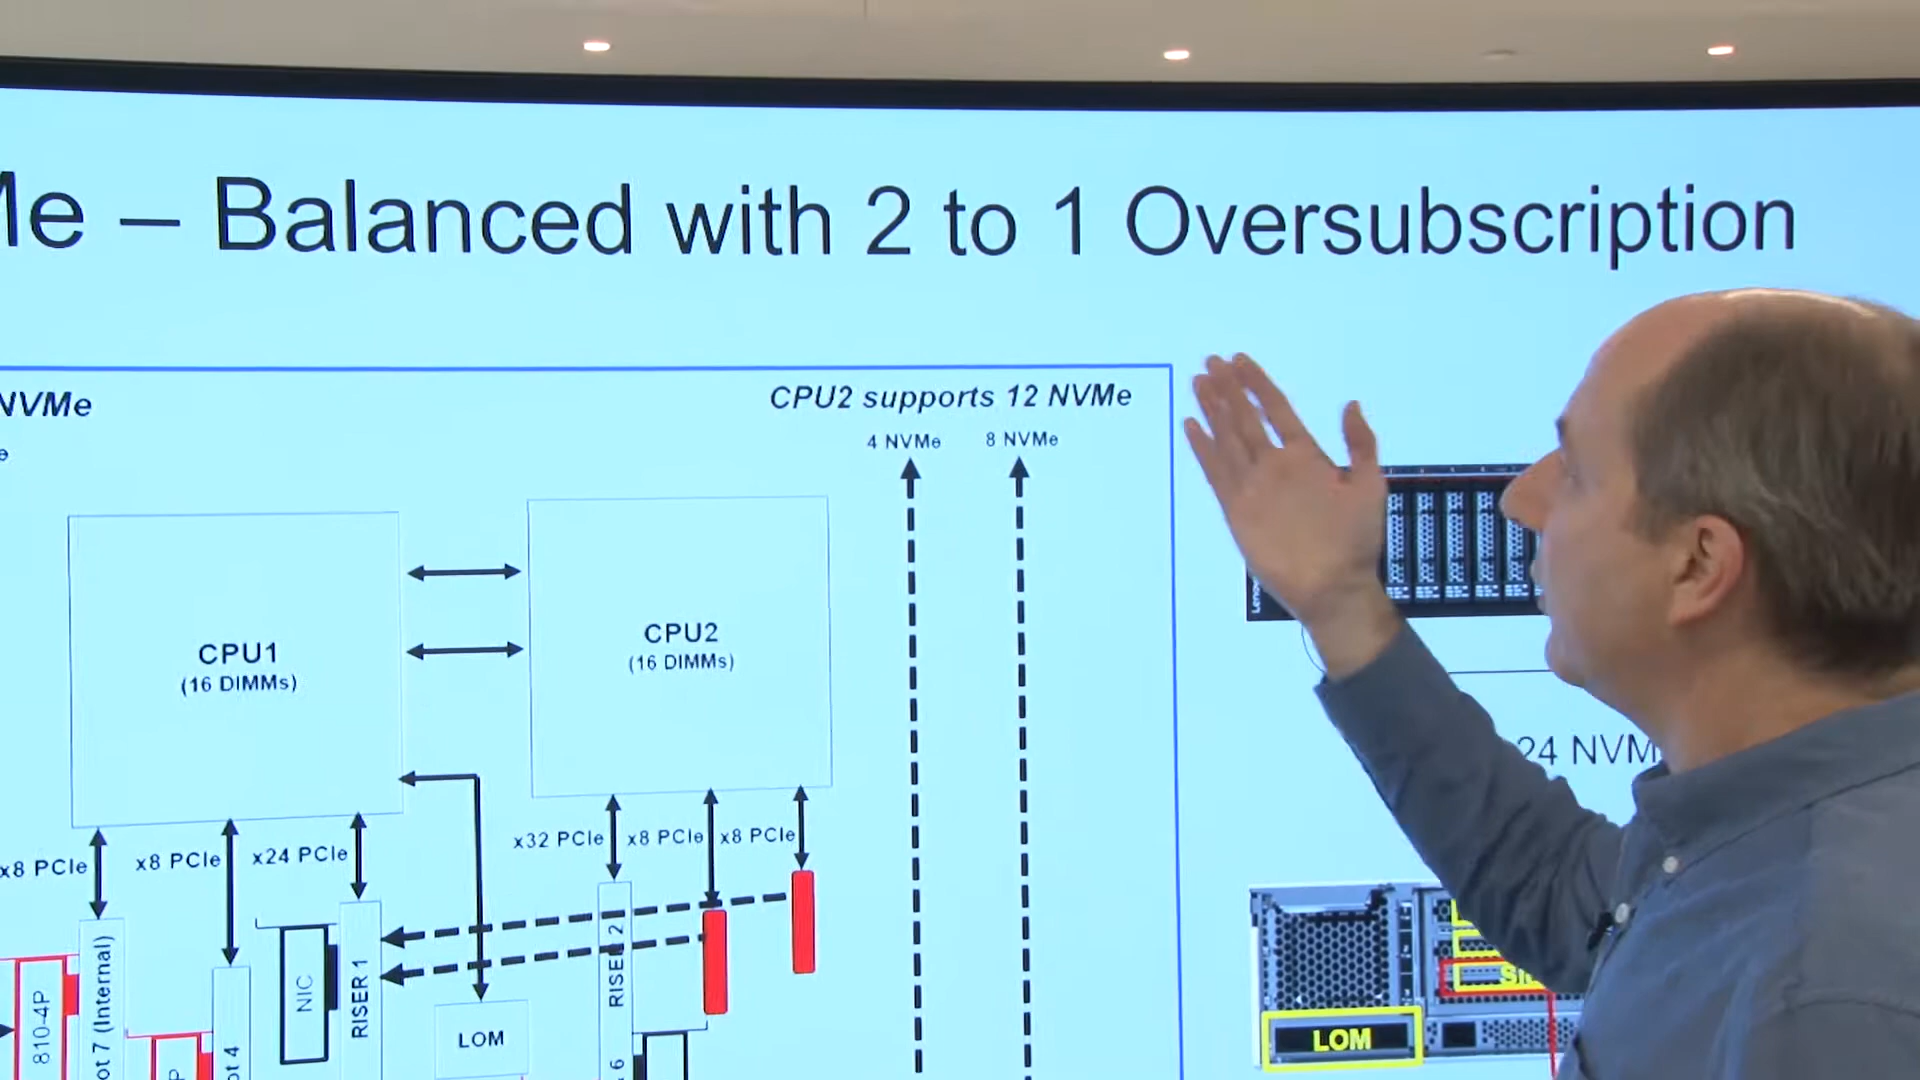 Me – Balanced with 2 to 1 Oversubscription
NVMe
CPU2 supports 12 NVMe
4 NVMe
8 NVMe
CPU1
(16 DIMMs)
CPU2
(16 DIMMs)
x8 PCIe
x8 PCIe
x24 PCIe
x32 PCIe
x8 PCIe
x8 PCIe
810-4P
ot 7 (Internal)
P
ot 4
NIC
RISER 1
LOM
RISER 2
6
24 NVM
LOM